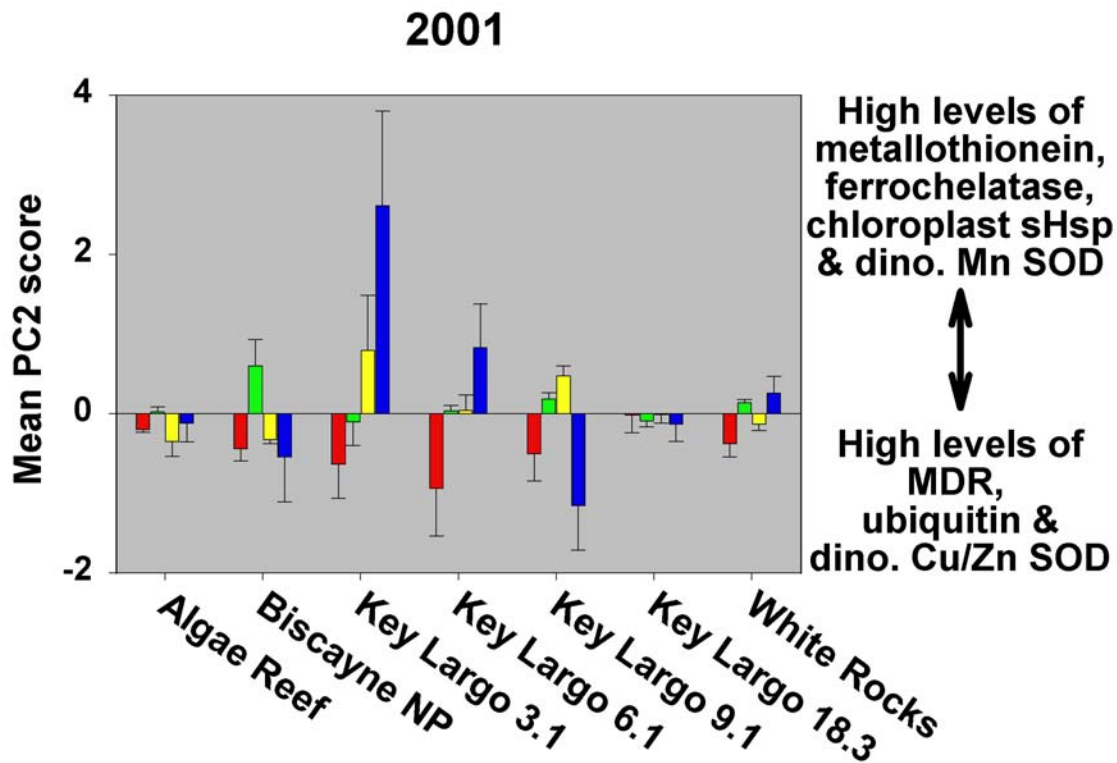 2001
Mean PC2 score
4
2
0
-2
Algae Reef
Biscayne NP
Key Largo 3.1
Key Largo 6.1
Key Largo 9.1
Key Largo 18.3
White Rocks
High levels of
metallothionein,
ferrochelatase,
chloroplast sHsp
& dino. Mn SOD
High levels of
MDR,
ubiquitin &
dino. Cu/Zn SOD